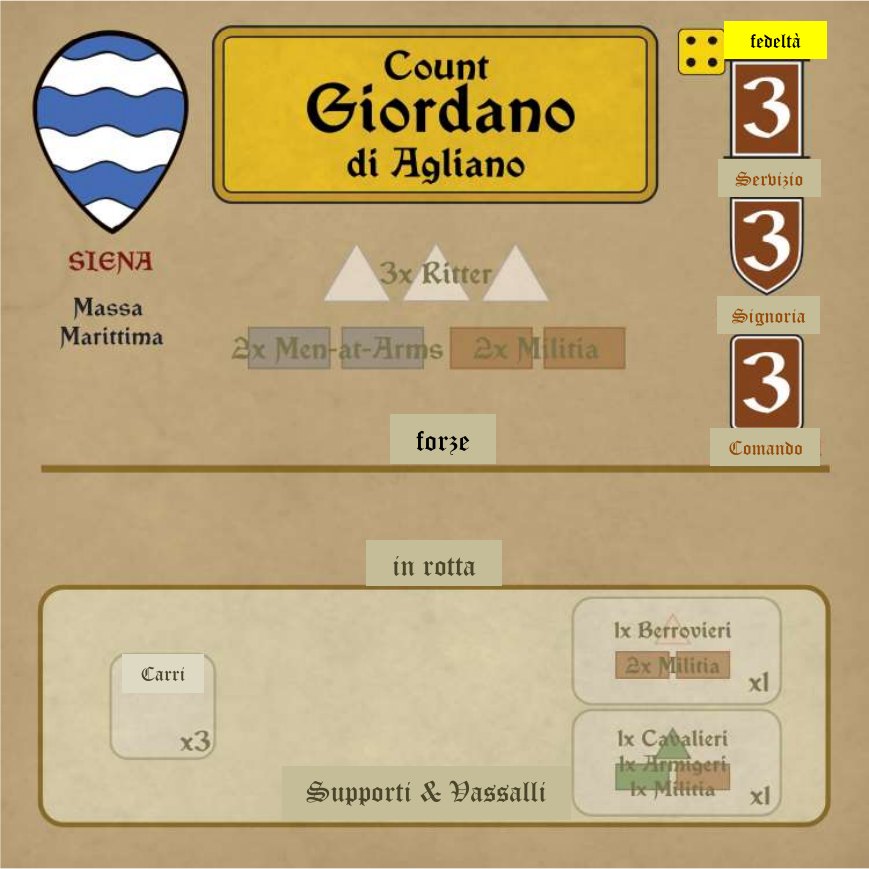 Count
Giordano
di Agliano
fedeltà
3
Servizio
3
Signoria
3
Comando
SIENA
Massa
Marittima
3x Ritter
2x Men-at-Arms
2x Militia
forze
in rotta
Carri
x3
1x Berrovieri
2x Militia
x1
1x Cavalieri
1x Armigeri
1x Militia
x1
Supporti & Vassalli